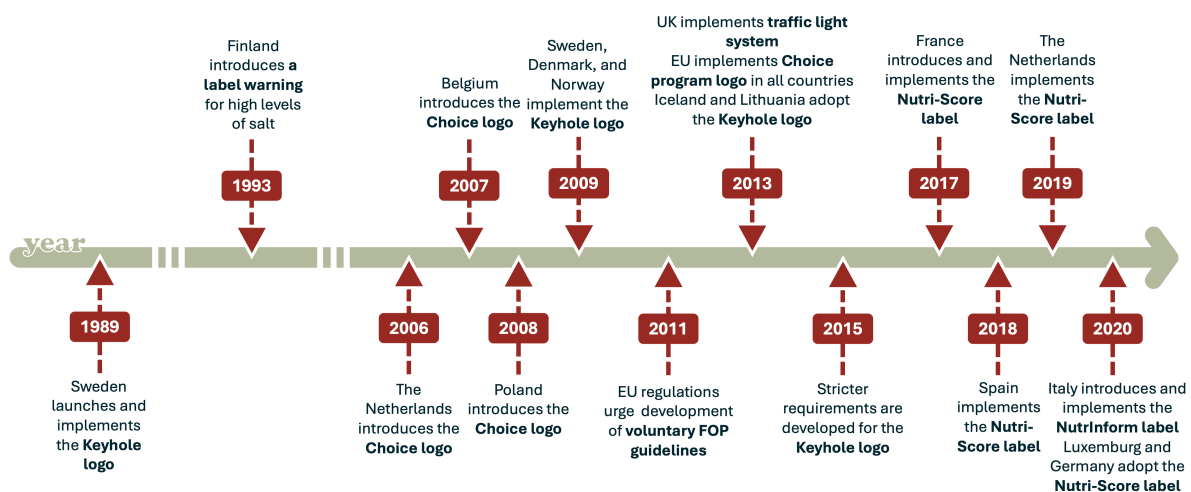 Finland
introduces a
label warning
for high levels
of salt
1993
Belgium
introduces the
Choice logo
2007
Sweden,
Denmark, and
Norway
implement the
Keyhole logo
2009
UK implements traffic light
system
EU implements Choice
program logo in all countries
Iceland and Lithuania adopt
the Keyhole logo
2013
France
introduces and
implements the
Nutri-Score
label
2017
The
Netherlands
implements
the Nutri-
Score label
2019
year
1989
Sweden
launches and
implements
the Keyhole
logo
2006
The
Netherlands
introduces the
Choice logo
2008
Poland
introduces the
Choice logo
2011
EU regulations
urge development
of voluntary FOP
guidelines
2015
Stricter
requirements are
developed for the
Keyhole logo
2018
Spain
implements
the Nutri-
Score label
2020
Italy introduces and
implements the
NutrInform label
Luxemburg and
Germany adopt the
Nutri-Score label